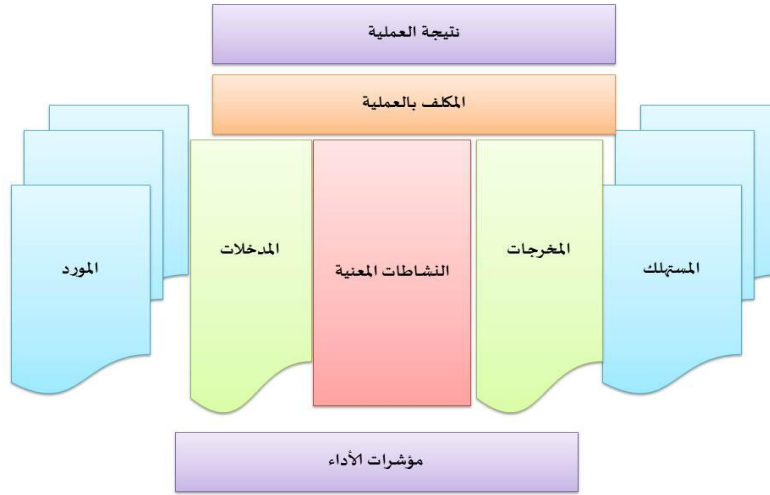 نتيجة العملية
المكلف بالعملية
المستهلك
المخرجات
النشاطات المعنية
المدخلات
المورد
مؤشرات الأداء